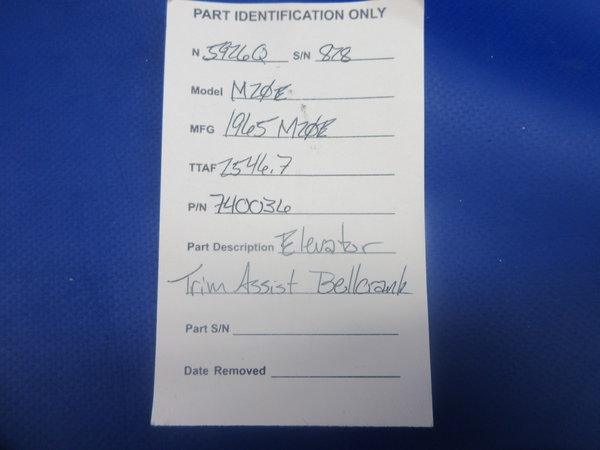 PART IDENTIFICATION ONLY
N 5926Q S/N 828
Model M20E
MFG 1965 M20E
TTAF 2546.7
P/N 740036
Part Description Elevator
Trim Assist Bellcrank
Part S/N
Date Removed